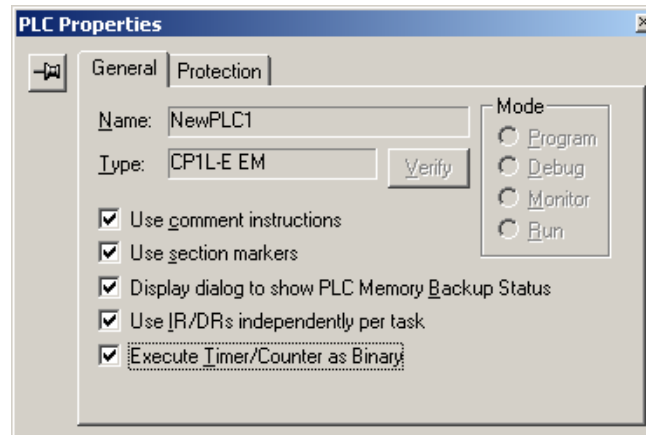 PLC Properties
General
Protection
Name: NewPLC1
Type: CP1L-E EM
Verify
Mode
Program
Debug
Monitor
Run
Use comment instructions
Use section markers
Display dialog to show PLC Memory Backup Status
Use IR/DRs independently per task
Execute Timer/Counter as Binary